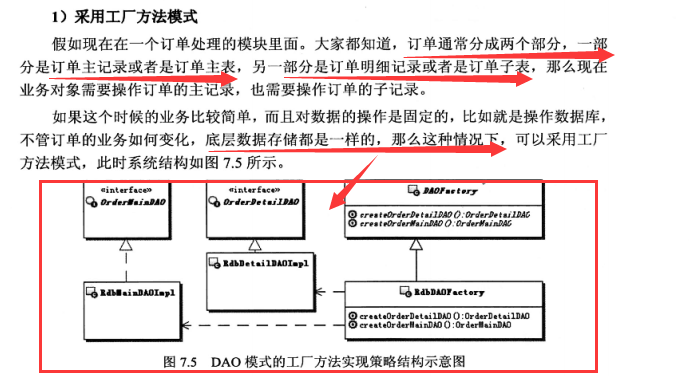 1）采用工厂方法模式
假如现在在一个订单处理的模块里面。大家都知道，订单通常分成两个部分，一部
分是订单主记录或者是订单主表，另一部分是订单明细记录或者是订单子表，那么现在
业务对象需要操作订单的主记录，也需要操作订单的子记录。
如果这个时候的业务比较简单，而且对数据的操作是固定的，比如就是操作数据库，
不管订单的业务如何变化，底层数据存储都是一样的，那么这种情况下，可以采用工厂
方法模式，此时系统结构如图 7.5 所示。
«interface»
OrderMainDAO
«interface»
OrderDetailDAO
DAOFactory
createOrderDetailDAO():OrderDetailDAO
createOrderMainDAO():OrderMainDAO
RdbMainDAOImpl
RdbDetailDAOImpl
RdbDAOFactory
createOrderDetailDAO():OrderDetailDAO
createOrderMainDAO():OrderMainDAO
图 7.5 DAO 模式的工厂方法实现策略结构示意图